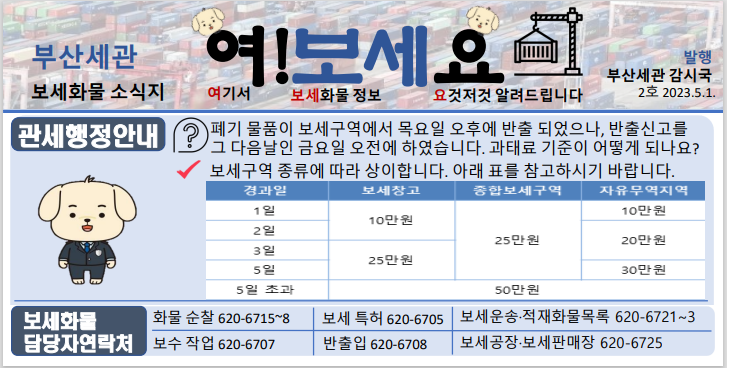 부산세관
보세화물 소식지
여!보세요
여기서 보세화물 정보 요것저것 알려드립니다
발행
부산세관 감시국
2호 2023.5.1.
관세행정안내
? 폐기 물품이 보세구역에서 목요일 오후에 반출 되었으나, 반출신고를
그 다음날인 금요일 오전에 하였습니다. 과태료 기준이 어떻게 되나요?
보세구역 종류에 따라 상이합니다. 아래 표를 참고하시기 바랍니다.
경과일 보세창고 종합보세구역 자유무역지역
1일 10만원 25만원 10만원
2일 20만원
3일 25만원
5일 30만원
5일 초과 50만원
보세화물
담당자연락처
화물 순찰 620-6715~8 보세 특허 620-6705 보세운송·적재화물목록 620-6721~3
보수 작업 620-6707 반출입 620-6708 보세공장·보세판매장 620-6725